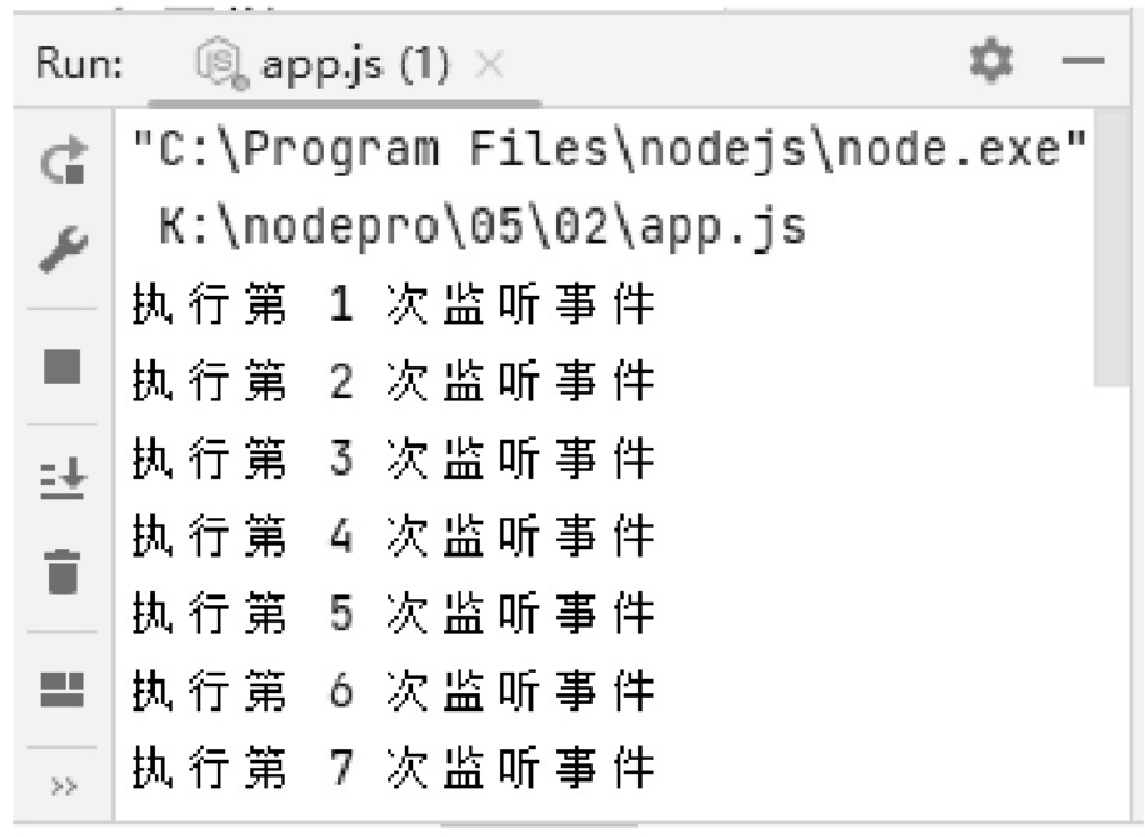 Run: app.js (1)
"C:\Program Files\nodejs\node.exe"
K:\nodepro\05\02\app.js
执行第 1 次监听事件
执行第 2 次监听事件
执行第 3 次监听事件
执行第 4 次监听事件
执行第 5 次监听事件
执行第 6 次监听事件
执行第 7 次监听事件